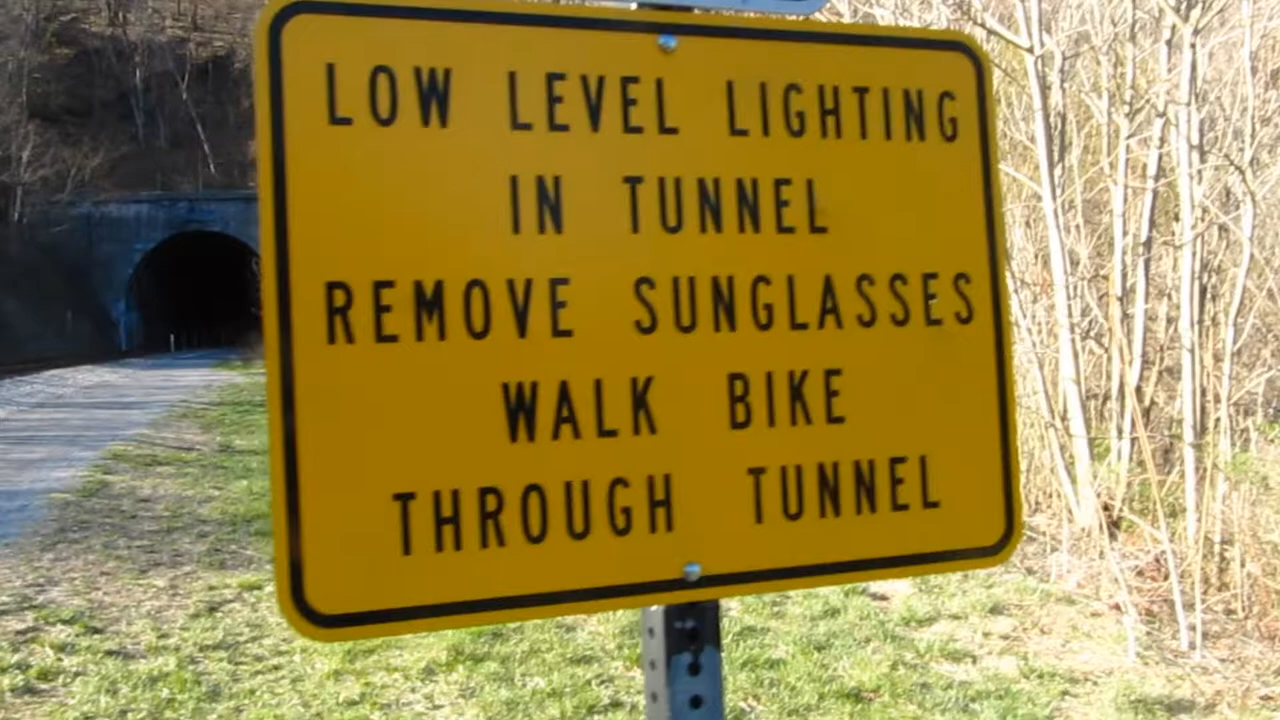 LOW LEVEL LIGHTING
IN TUNNEL
REMOVE SUNGLASSES
WALK BIKE
THROUGH TUNNEL